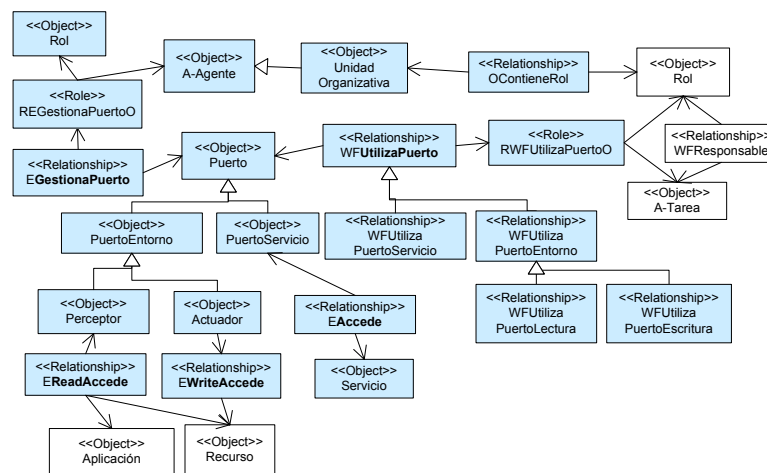 <<Object>>
Rol
<<Object>>
A-Agente
<<Object>>
Unidad
Organizativa
<<Relationship>>
OContieneRol
<<Object>>
Rol
<<Role>>
REGestionaPuertoO
<<Relationship>>
EGestionaPuerto
<<Object>>
Puerto
<<Relationship>>
WFUtilizaPuerto
<<Role>>
RWFUtilizaPuertoO
<<Relationship>>
WFResponsable
<<Object>>
A-Tarea
<<Object>>
PuertoEntorno
<<Object>>
PuertoServicio
<<Relationship>>
WFUtiliza
PuertoServicio
<<Relationship>>
WFUtiliza
PuertoEntorno
<<Object>>
Perceptor
<<Object>>
Actuador
<<Relationship>>
EAccede
<<Relationship>>
WFUtiliza
PuertoLectura
<<Relationship>>
WFUtiliza
PuertoEscritura
<<Relationship>>
EReadAccede
<<Relationship>>
EWriteAccede
<<Object>>
Servicio
<<Object>>
Aplicación
<<Object>>
Recurso